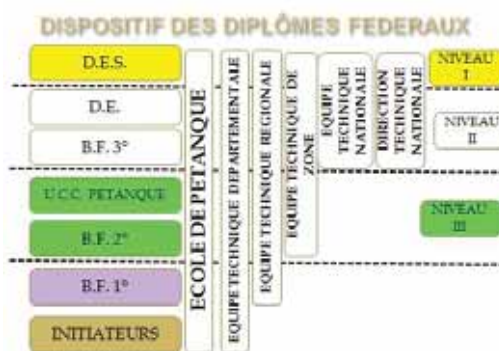 DISPOSITIF DES DIPLÔMES FEDERAUX
D.E.S.
D.E.
B.F. 3°
U.C.C. PETANQUE
B.F. 2°
B.F. 1°
INITIATEURS
ECOLE DE PETANQUE
EQUIPE TECHNIQUE DEPARTEMENTALE
EQUIPE TECHNIQUE REGIONALE
EQUIPE TECHNIQUE DE
ZONE
EQUIPE
TECHNIQUE
NATIONALE
DIRECTION
TECHNIQUE
NATIONALE
NIVEAU
I
NIVEAU
II
NIVEAU
III